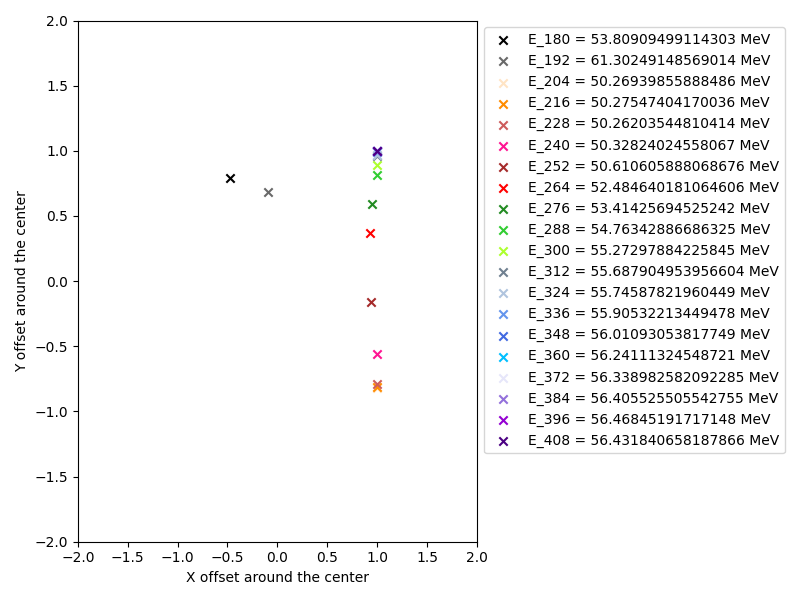 2.0
1.5
1.0
0.5
0.0
−0.5
−1.0
−1.5
−2.0
Y offset around the center
−2.0 −1.5 −1.0 −0.5 0.0 0.5 1.0 1.5 2.0
X offset around the center
E_180 = 53.80909499114303 MeV
E_192 = 61.30249148569014 MeV
E_204 = 50.26939855888486 MeV
E_216 = 50.27547404170036 MeV
E_228 = 50.26203544810414 MeV
E_240 = 50.32824024558067 MeV
E_252 = 50.610605888068676 MeV
E_264 = 52.484640181064606 MeV
E_276 = 53.41425694525242 MeV
E_288 = 54.76342886686325 MeV
E_300 = 55.27297884225845 MeV
E_312 = 55.687904953956604 MeV
E_324 = 55.74587821960449 MeV
E_336 = 55.90532213449478 MeV
E_348 = 56.01093053817749 MeV
E_360 = 56.24111324548721 MeV
E_372 = 56.338982582092285 MeV
E_384 = 56.405525505542755 MeV
E_396 = 56.46845191717148 MeV
E_408 = 56.431840658187866 MeV